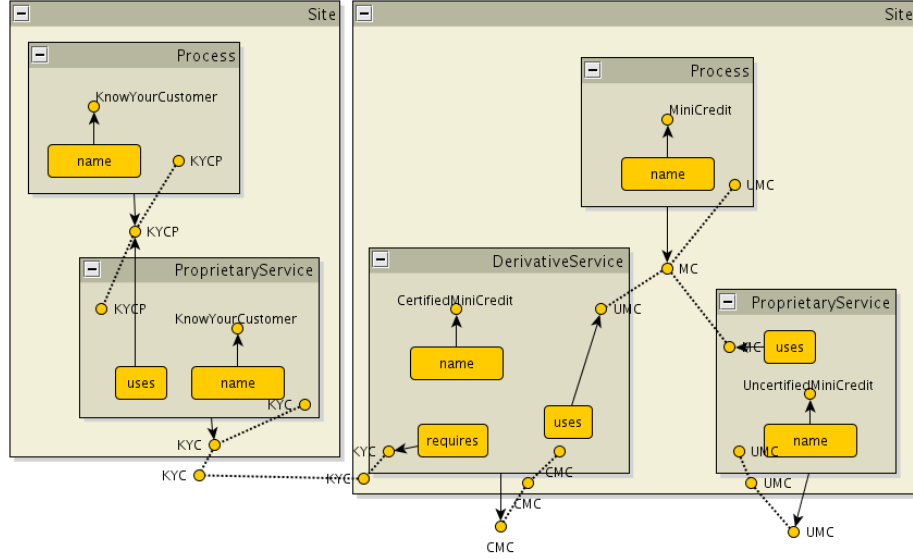 Site
Process
KnowYourCustomer
name
KYCP
KYCP
ProprietaryService
KYCP
KnowYourCustomer
uses
name
KYC
KYC
KYC
Site
Process
MiniCredit
name
UMC
MC
DerivativeService
CertifiedMiniCredit
UMC
name
uses
requires
KYC
KYC
CMC
CMC
CMC
ProprietaryService
MC
uses
UncertifiedMiniCredit
name
UMC
UMC
UMC